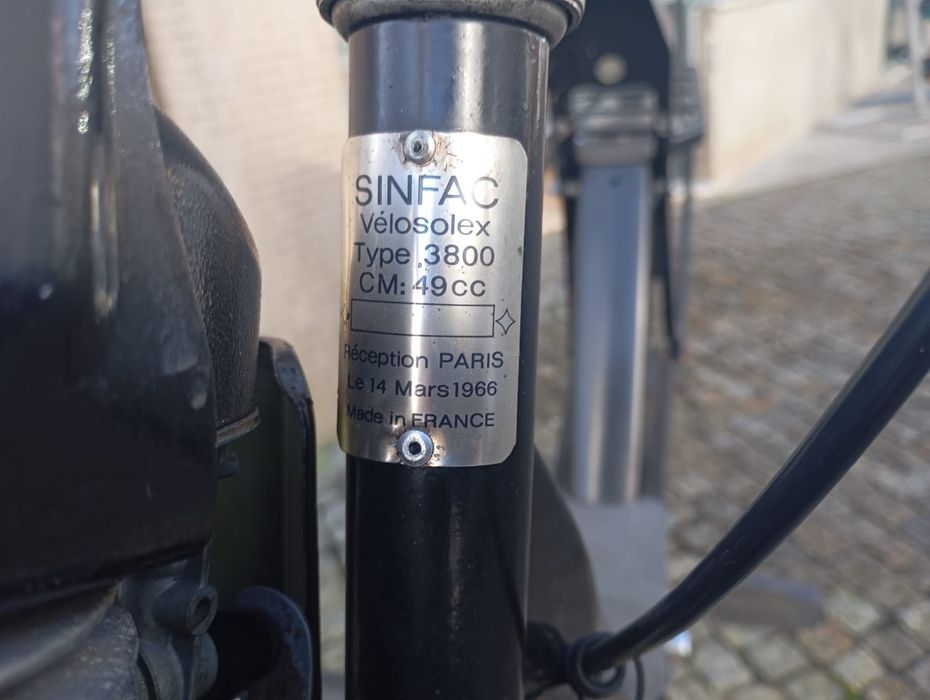 SINFAC
Vélosolex
Type 3800
CM: 49cc
Réception PARIS
Le 14 Mars 1966
Made in FRANCE